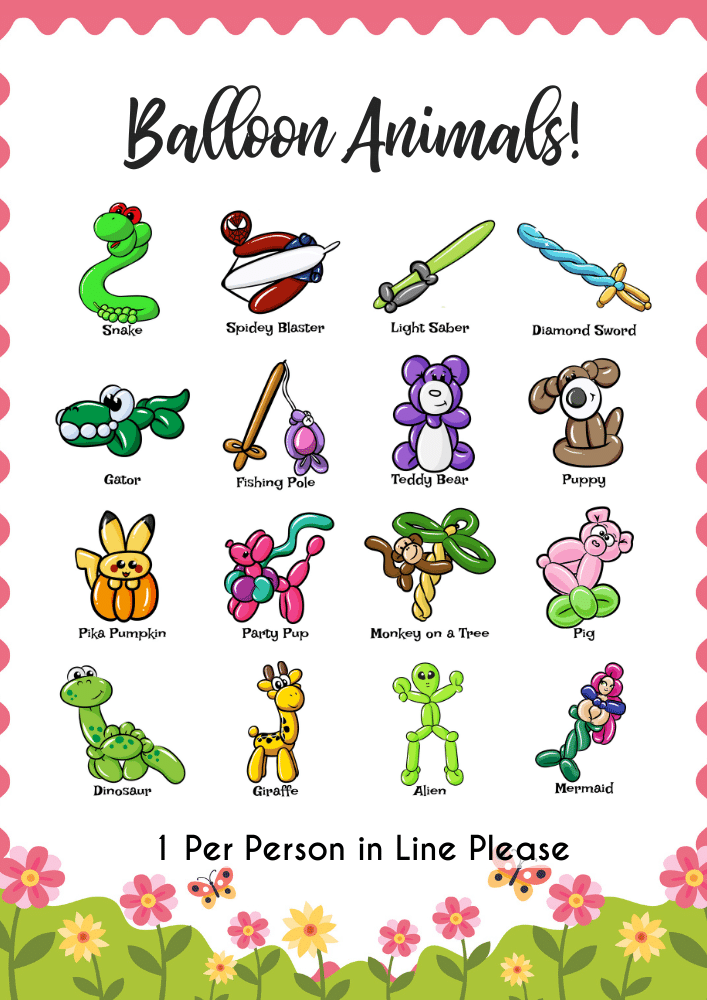 Balloon Animals!
Snake
Spidey Blaster
Light Saber
Diamond Sword
Gator
Fishing Pole
Teddy Bear
Puppy
Pika Pumpkin
Party Pup
Monkey on a Tree
Pig
Dinosaur
Giraffe
Alien
Mermaid
1 Per Person in Line Please